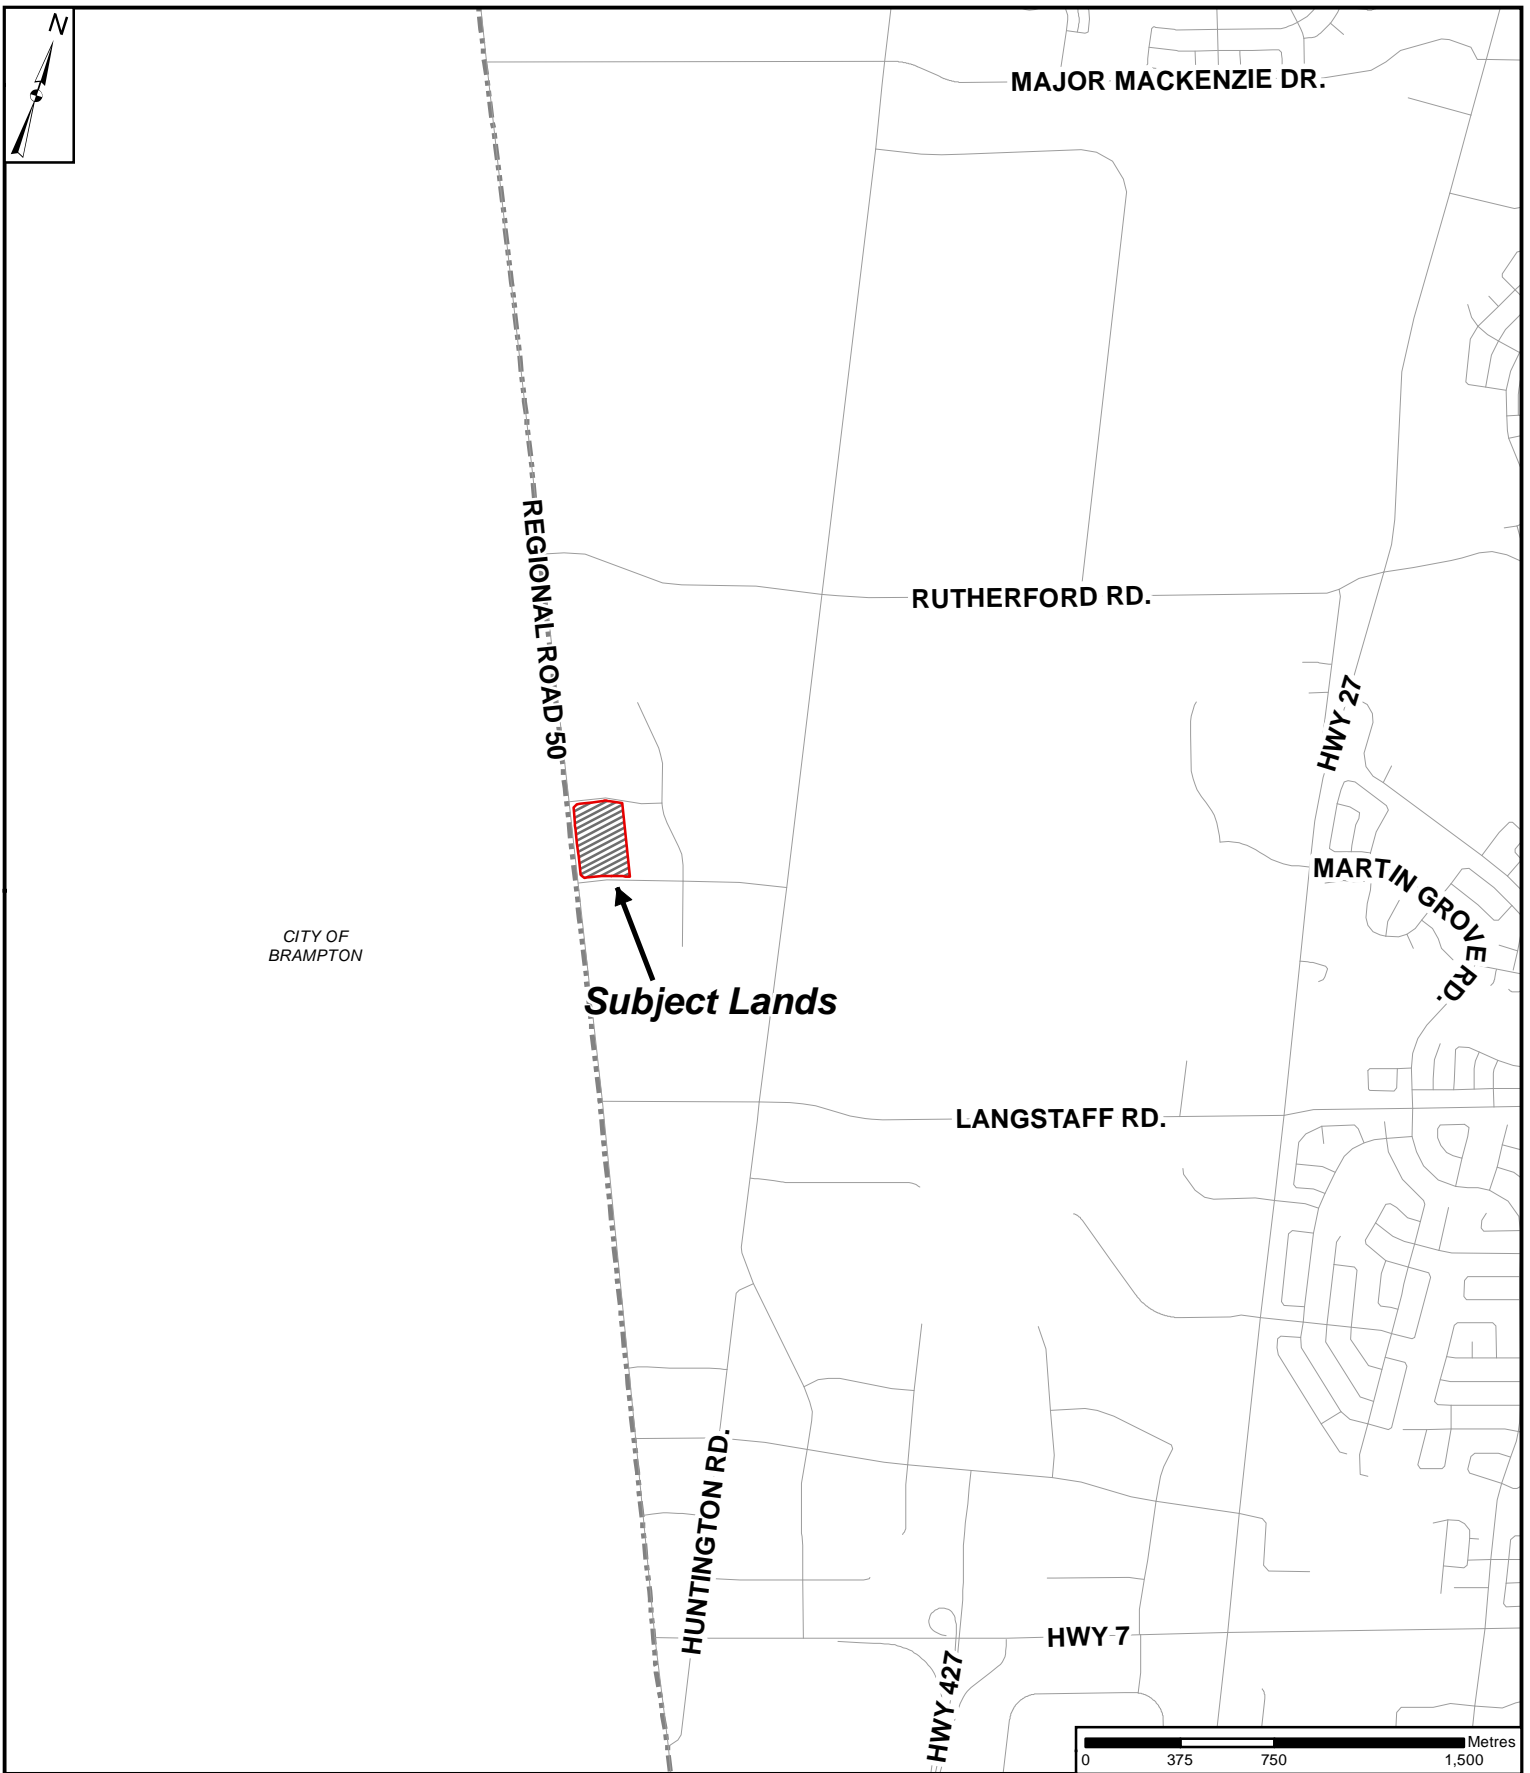 N
MAJOR MACKENZIE DR.
REGIONAL ROAD 50
RUTHERFORD RD.
HWY 27
MARTIN GROVE RD.
CITY OF
BRAMPTON
Subject Lands
LANGSTAFF RD.
HUNTINGTON RD.
HWY 7
HWY 427
Metres
0 375 750 1,500